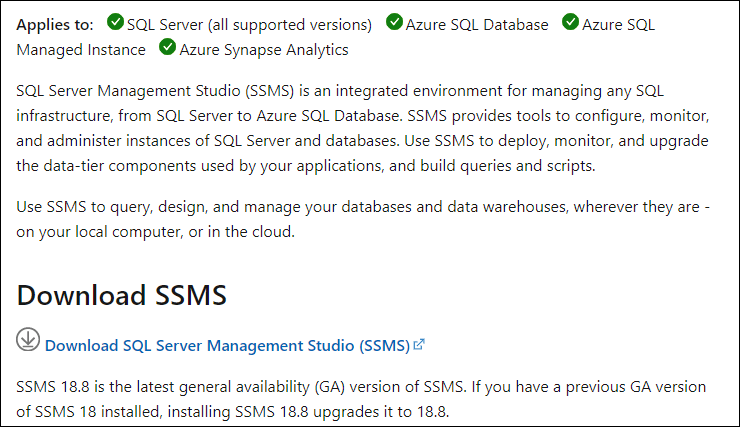 Applies to: SQL Server (all supported versions) Azure SQL Database Azure SQL
Managed Instance Azure Synapse Analytics
SQL Server Management Studio (SSMS) is an integrated environment for managing any SQL
infrastructure, from SQL Server to Azure SQL Database. SSMS provides tools to configure, monitor,
and administer instances of SQL Server and databases. Use SSMS to deploy, monitor, and upgrade
the data-tier components used by your applications, and build queries and scripts.
Use SSMS to query, design, and manage your databases and data warehouses, wherever they are -
on your local computer, or in the cloud.
Download SSMS
Download SQL Server Management Studio (SSMS)
SSMS 18.8 is the latest general availability (GA) version of SSMS. If you have a previous GA version
of SSMS 18 installed, installing SSMS 18.8 upgrades it to 18.8.